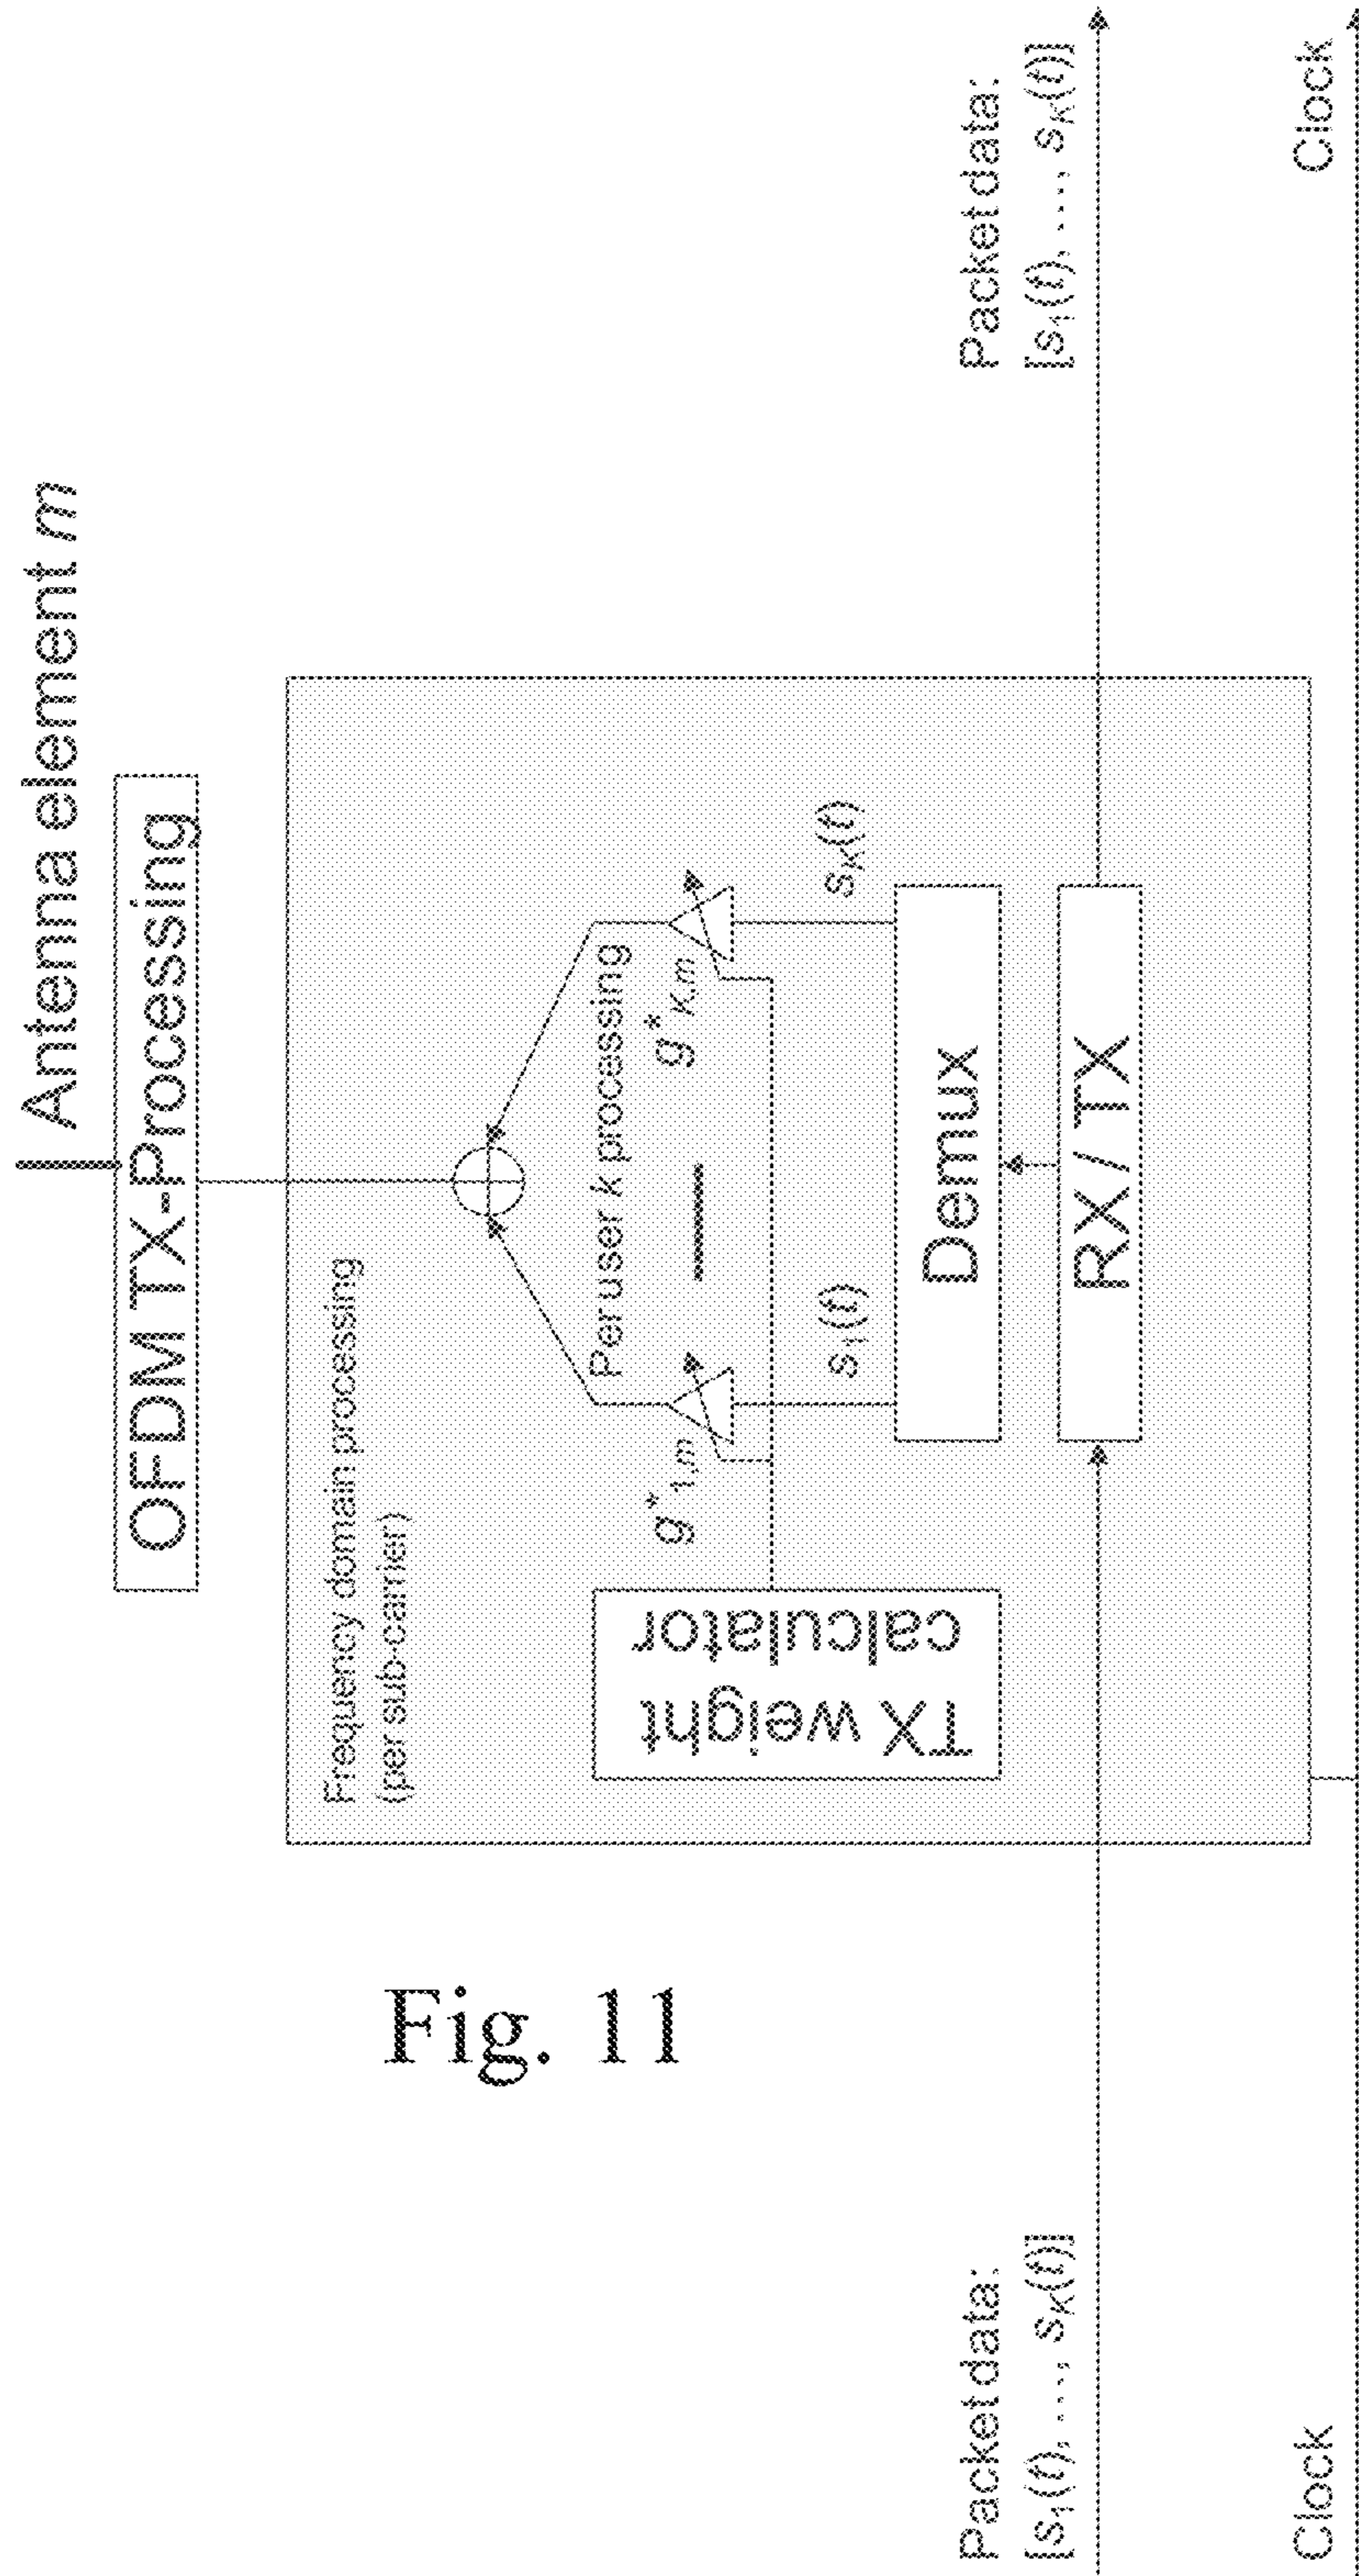 Antenna element m
OFDM TX-Processing
Frequency domain processing
(per sub-carrier)
Per user k processing
g*1,m
g*K,m
TX weight
calculator
s1(t)
sK(t)
Demux
RX / TX
Packet data:
[s1(t), ..., sK(t)]
Packet data:
[s1(t), ..., sK(t)]
Clock
Clock
Fig. 11